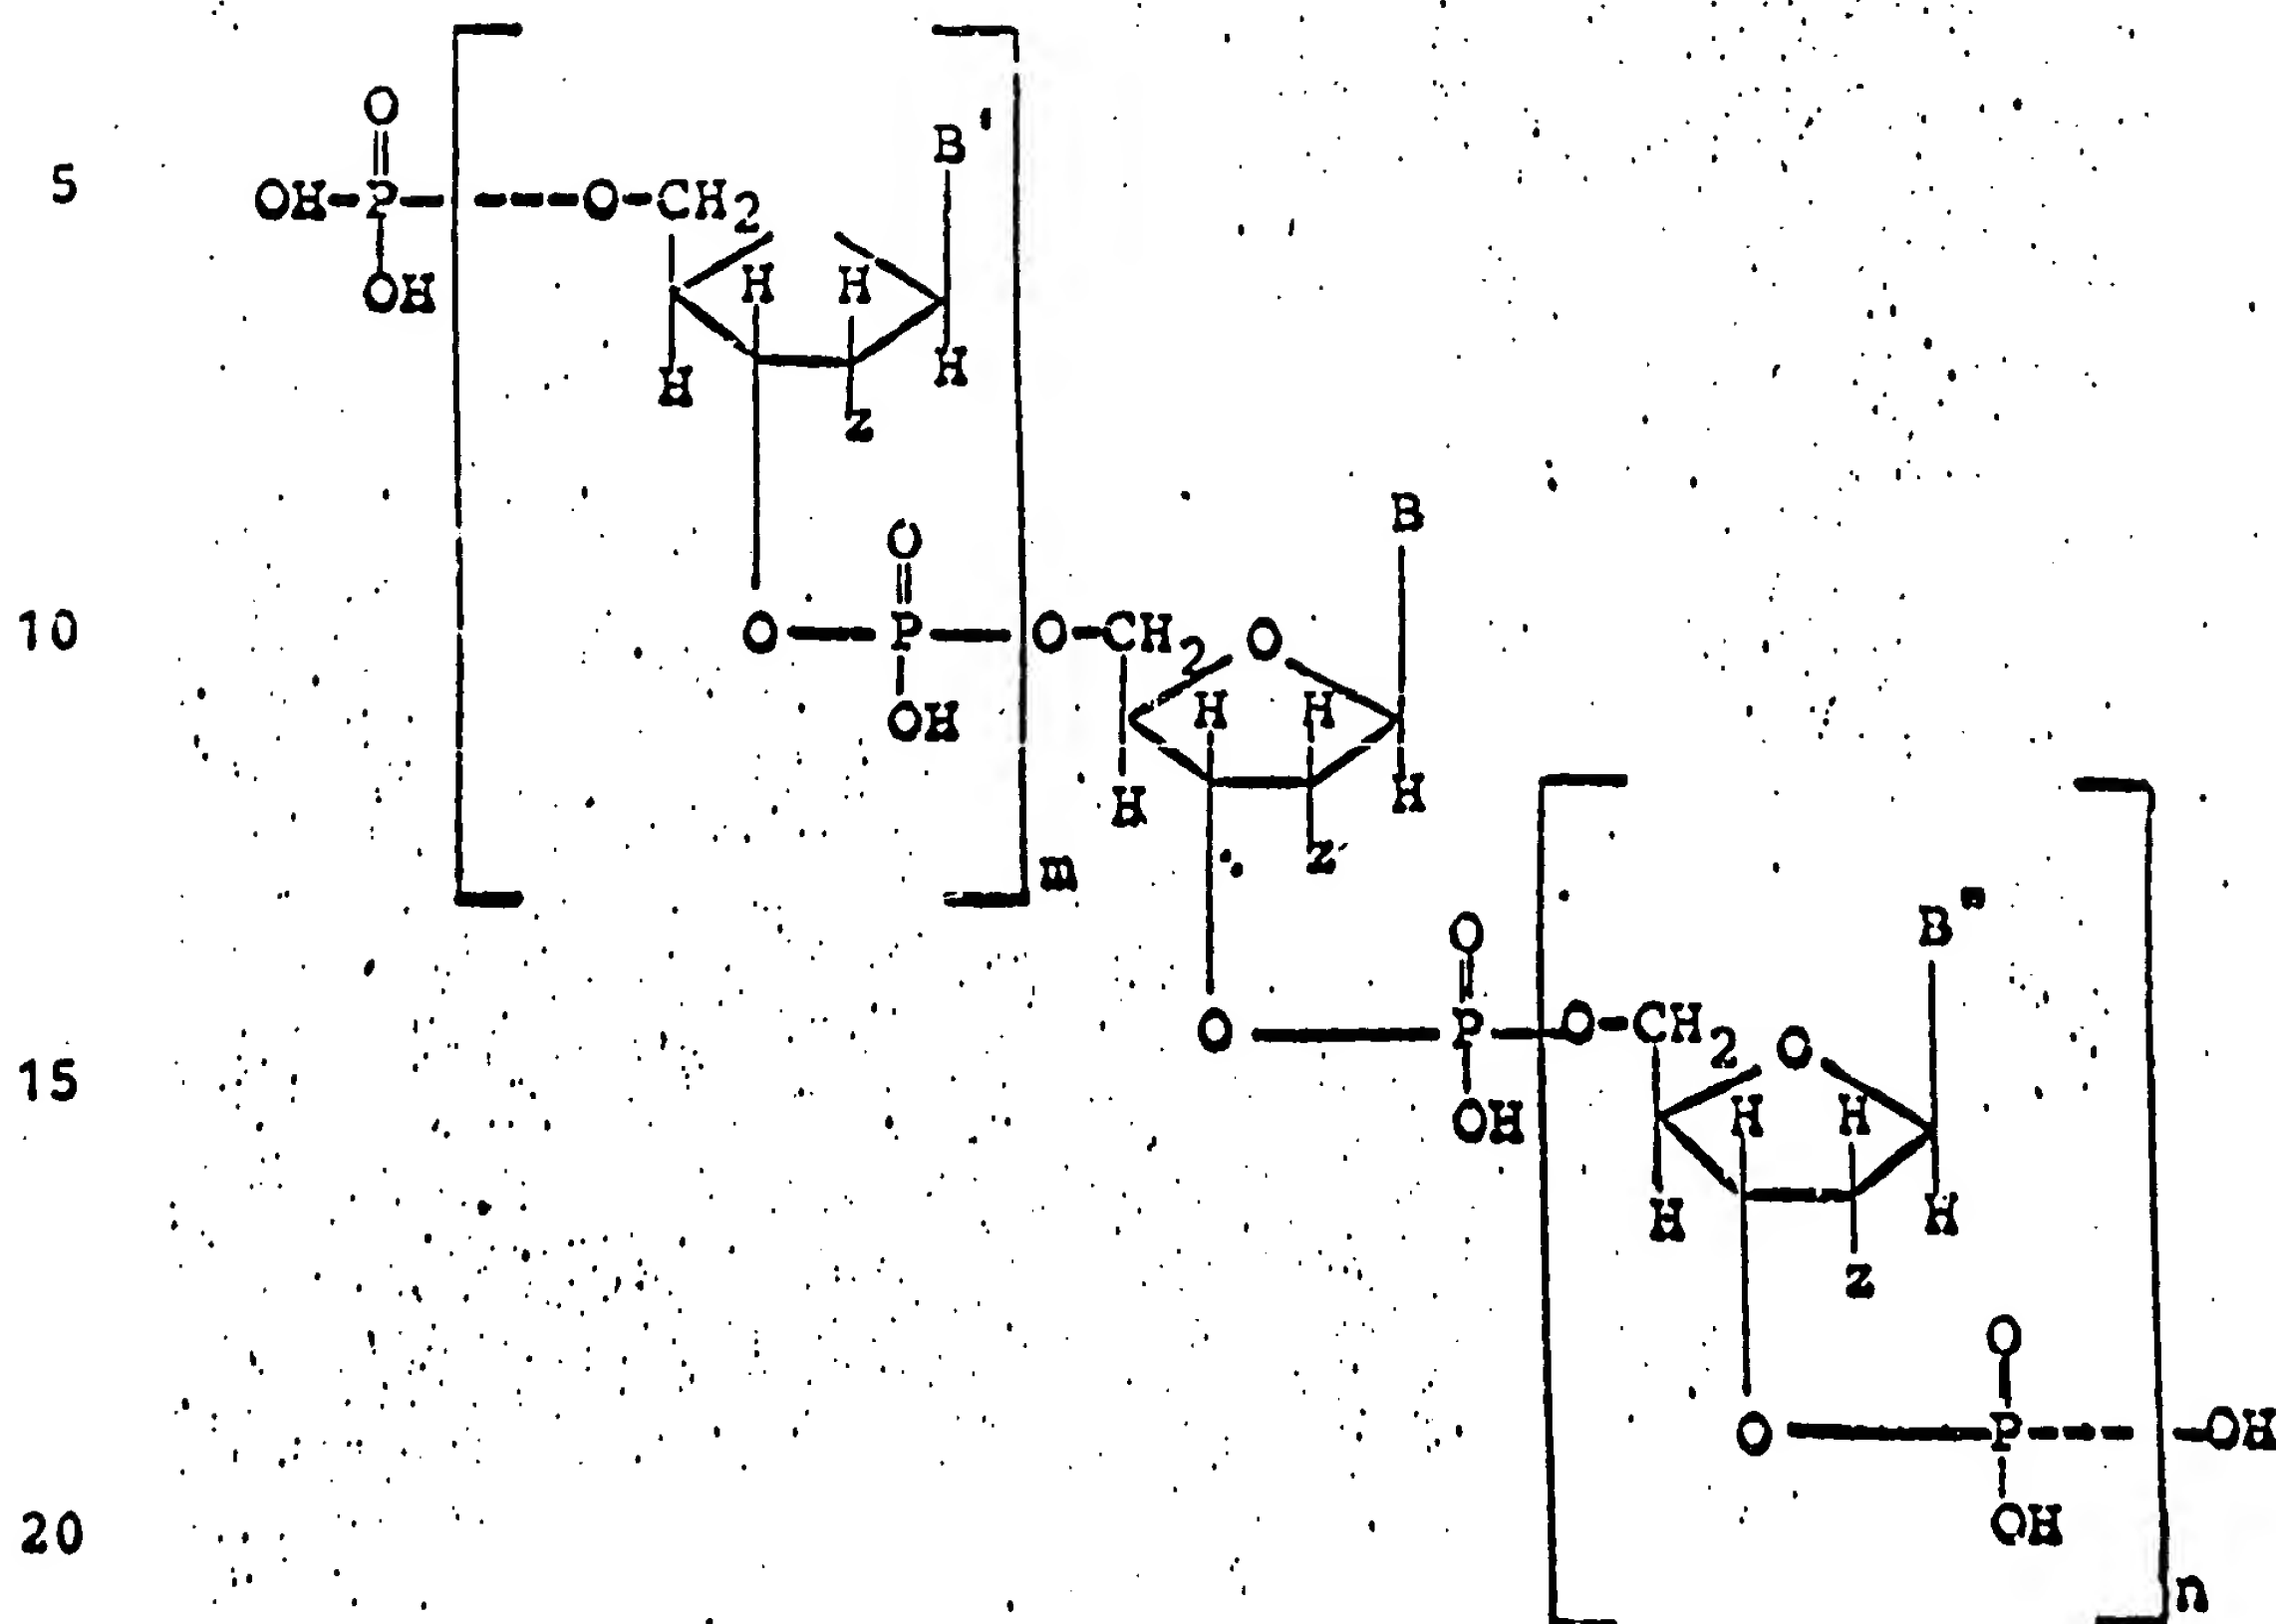 O
B'
5 OH-P-O-CH2
H H
OH
H H
Z
B
O
10 O-P-O-CH2 O
H H
OH
H H
Z
m
B"
O
O-P-O-CH2 O
15
H H
OH
H H
Z
O
O-P-OH
20 OH
n